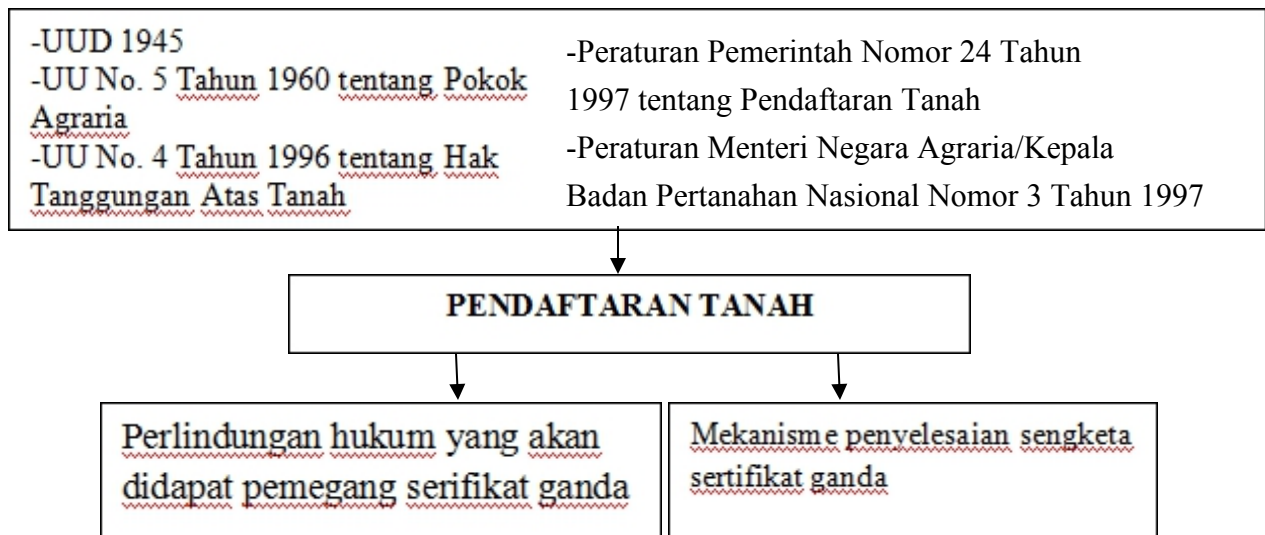 -UUD 1945
-UU No. 5 Tahun 1960 tentang Pokok
Agraria
-UU No. 4 Tahun 1996 tentang Hak
Tanggungan Atas Tanah
-Peraturan Pemerintah Nomor 24 Tahun
1997 tentang Pendaftaran Tanah
-Peraturan Menteri Negara Agraria/Kepala
Badan Pertanahan Nasional Nomor 3 Tahun 1997
PENDAFTARAN TANAH
Perlindungan hukum yang akan
didapat pemegang serifikat ganda
Mekanisme penyelesaian sengketa
sertifikat ganda